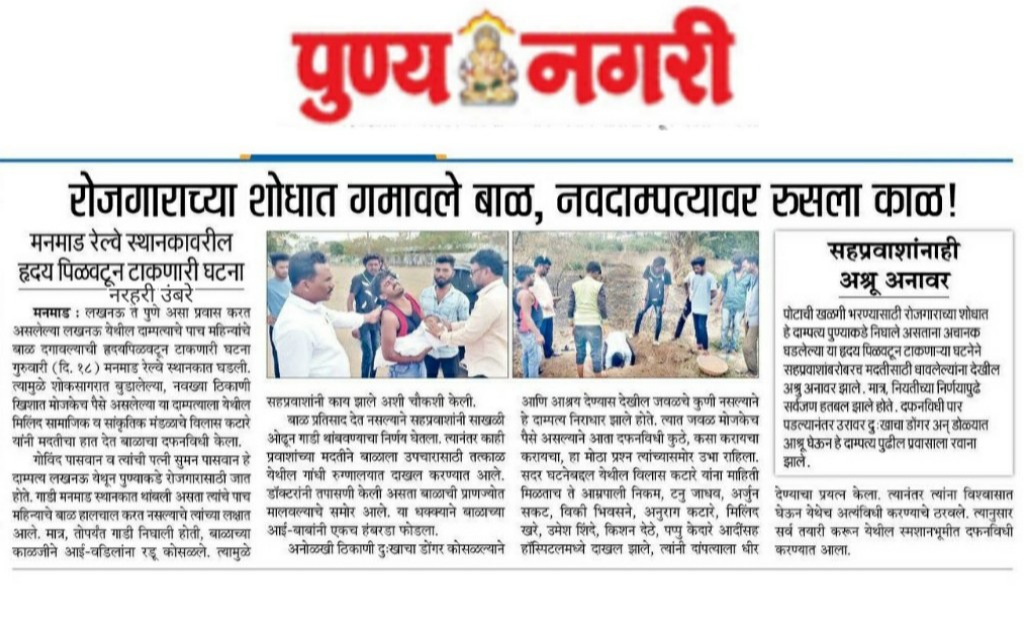 पुण्य नगरी
रोजगाराच्या शोधात गमावले बाळ, नवदाम्पत्यावर रुसला काळ!
मनमाड रेल्वे स्थानकावरील
हृदय पिळवटून टाकणारी घटना
नरहरी उंबरे
मनमाड : लखनऊ ते पुणे असा प्रवास करत
असलेल्या लखनऊ येथील दाम्पत्याचे पाच महिन्यांचे
बाळ दगावल्याची हृदयपिळवटून टाकणारी घटना
गुरुवारी (दि. १८) मनमाड रेल्वे स्थानकात घडली.
त्यामुळे शोकसागरात बुडालेल्या, नवख्या ठिकाणी
खिशात मोजकेच पैसे असलेल्या या दाम्पत्याला येथील
मिलिंद सामाजिक व सांकृतिक मंडळाचे विलास कटारे
यांनी मदतीचा हात देत बाळाचा दफनविधी केला.
गोविंद पासवान व त्यांची पत्नी सुमन पासवान हे
दाम्पत्य लखनऊ येथून पुण्याकडे रोजगारासाठी जात
होते. गाडी मनमाड स्थानकात थांबली असता त्यांचे पाच
महिन्याचे बाळ हालचाल करत नसल्याचे त्यांच्या लक्षात
आले. मात्र, तोपर्यंत गाडी निघाली होती, बाळाच्या
काळजीने आई-वडिलांना रडू कोसळले. त्यामुळे
सहप्रवाशांनी काय झाले अशी चौकशी केली.
बाळ प्रतिसाद देत नसल्याने सहप्रवाशांनी साखळी
ओढून गाडी थांबवण्याचा निर्णय घेतला. त्यानंतर काही
प्रवाशांच्या मदतीने बाळाला उपचारासाठी तत्काळ
येथील गांधी रुग्णालयात दाखल करण्यात आले.
डॉक्टरांनी तपासणी केली असता बाळाची प्राणज्योत
मालवल्याचे समोर आले. या धक्क्याने बाळाच्या
आई-बाबांनी एकच हंबरडा फोडला.
अनोळखी ठिकाणी दुःखाचा डोंगर कोसळल्याने
आणि आश्रय देण्यास देखील जवळचे कुणी नसल्याने
हे दाम्पत्य निराधार झाले होते. त्यात जवळ मोजकेच
पैसे असल्याने आता दफनविधी कुठे, कसा करायचा
करायचा, हा मोठा प्रश्न त्यांच्यासमोर उभा राहिला.
सदर घटनेबद्दल येथील विलास कटारे यांना माहिती
मिळताच ते आम्रपाली निकम, टनु जाधव, अर्जुन
सकट, विकी भिवसने, अनुराग कटारे, मिलिंद
खरे, उमेश शिंदे, किशन देठे, पप्पु केदारे आदींसह
हॉस्पिटलमध्ये दाखल झाले, त्यांनी दांपत्याला धीर
सहप्रवाशांनाही
अश्रू अनावर
पोटाची खळगी भरण्यासाठी रोजगाराच्या शोधात
हे दाम्पत्य पुण्याकडे निघाले असताना अचानक
घडलेल्या या हृदय पिळवटून टाकणाऱ्या घटनेने
सहप्रवाशांबरोबरच मदतीसाठी धावलेल्यांना देखील
अश्रू अनावर झाले. मात्र, नियतीच्या निर्णयापुढे
सर्वजण हतबल झाले होते. दफनविधी पार
पडल्यानंतर उरावर दुःखाचा डोंगर अन् डोळ्यात
आश्रू घेऊन हे दाम्पत्य पुढील प्रवासाला रवाना
झाले.
देण्याचा प्रयत्न केला. त्यानंतर त्यांना विश्वासात
घेऊन येथेच अत्यंविधी करण्याचे ठरवले. त्यानुसार
सर्व तयारी करून येथील स्मशानभूमीत दफनविधी
करण्यात आला.